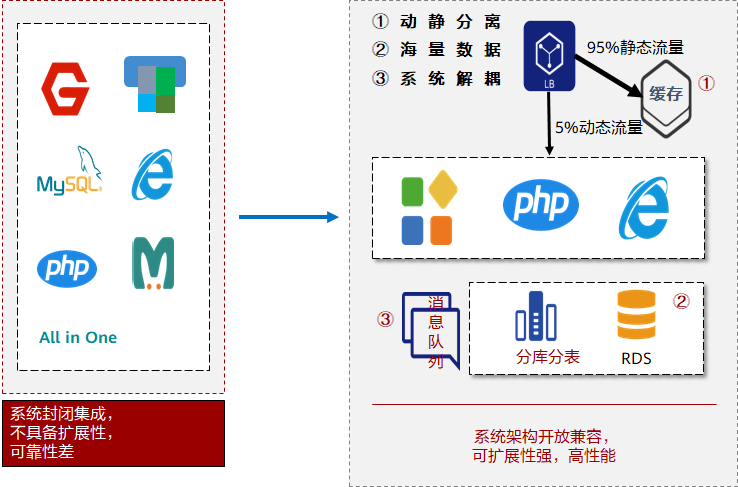 MySQL
php
All in One
系统封闭集成，
不具备扩展性，
可靠性差
① 动 静 分 离
② 海 量 数 据
③ 系 统 解 耦
LB
95%静态流量
缓存
①
5%动态流量
php
③
消
息
队
列
分库分表
②
RDS
系统架构开放兼容，
可扩展性强，高性能